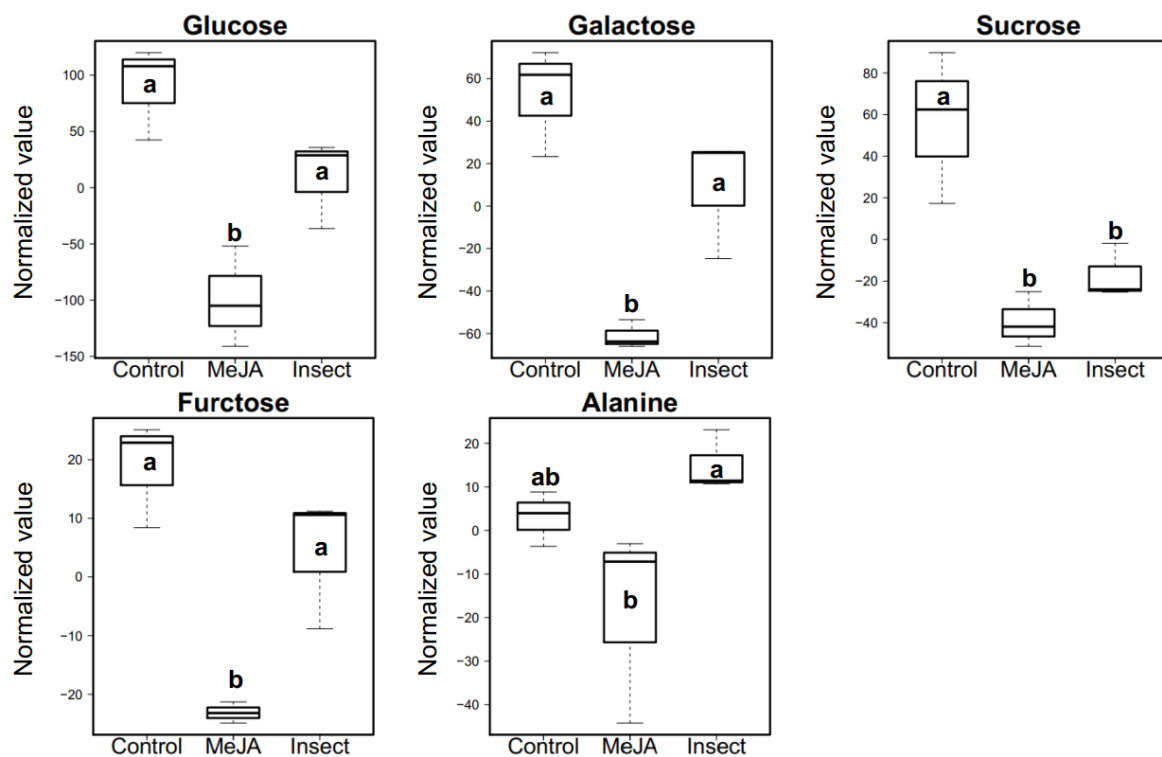 Glucose
Normalized value
100
50
0
−50
−100
−150
a
b
a
Control MeJA Insect
Galactose
Normalized value
60
40
20
0
−20
−40
−60
a
b
a
Control MeJA Insect
Sucrose
Normalized value
80
60
40
20
0
−20
−40
a
b
b
Control MeJA Insect
Furctose
Normalized value
20
10
0
−10
−20
a
b
a
Control MeJA Insect
Alanine
Normalized value
20
10
0
−10
−20
−30
−40
ab
b
a
Control MeJA Insect